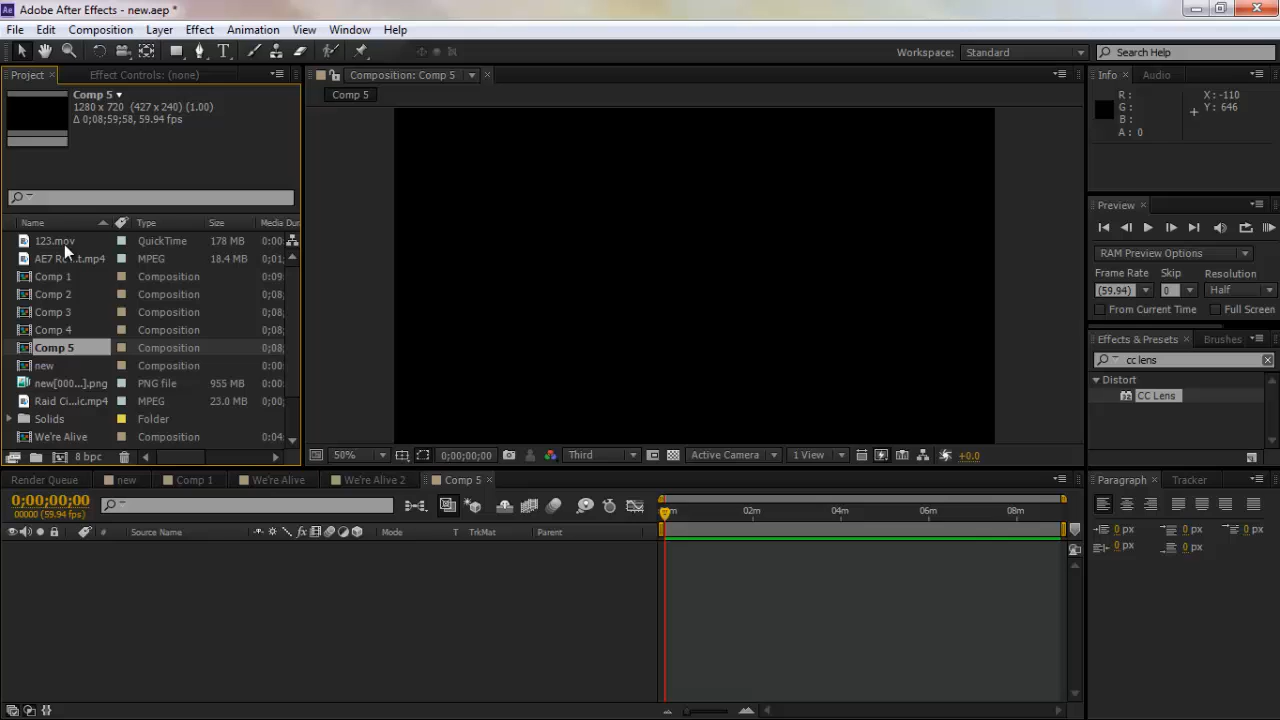 Ae Adobe After Effects - new.aep *
File Edit Composition Layer Effect Animation View Window Help
Workspace: Standard Search Help
Project Effect Controls: (none)
Composition: Comp 5
Info Audio
Comp 5
1280 x 720 (427 x 240) (1.00)
Δ 0;08;59;58, 59.94 fps
Comp 5
R :
G :
B :
A : 0
X : -110
Y : 646
Preview
Name Type Size Media Dur
123.mov QuickTime 178 MB 0:00
AE7 R t.mp4 MPEG 18.4 MB 0;01;
Comp 1 Composition 0:09
Comp 2 Composition 0;08;
Comp 3 Composition 0;08;
Comp 4 Composition 0;08;
Comp 5 Composition 0;08;
new Composition 0:00
new[000...].png PNG file 955 MB 0:00
Raid Ci...ic.mp4 MPEG 23.0 MB 0;08;
Solids Folder
We're Alive Composition 0:04
8 bpc
RAM Preview Options
Frame Rate Skip Resolution
(59.94) 0 Half
From Current Time Full Screen
Effects & Presets Brushes
cc lens
Distort
CC Lens
50% 0;00;00;00 Third Active Camera 1 View +0.0
Render Queue new Comp 1 We're Alive We're Alive 2 Comp 5
0;00;00;00
00000 (59.94 fps)
# Source Name Mode T TrkMat Parent
02m 04m 06m 08m
Paragraph Tracker
0 px 0 px 0 px
0 px 0 px